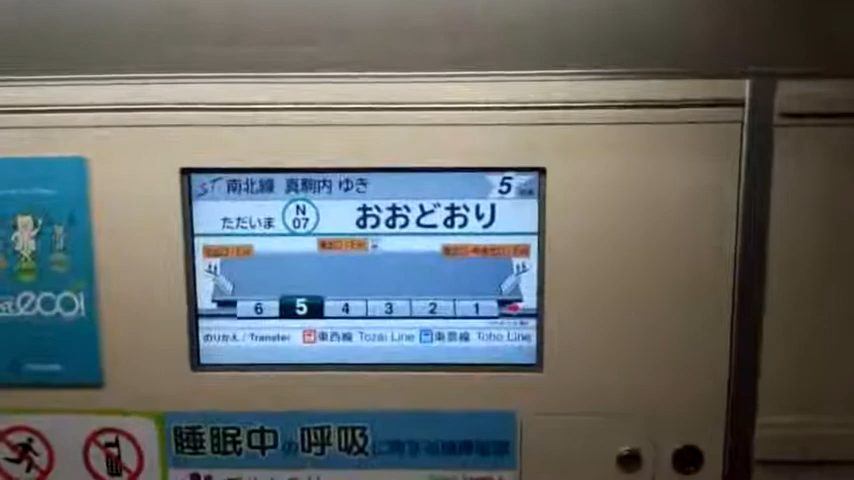 ST 南北線 真駒内 ゆき 5
ただいま N 07 おおどおり
6 5 4 3 2 1
のりかえ / Transfer 東西線 Tozai Line 東豊線 Toho Line
eco!
睡眠中の呼吸